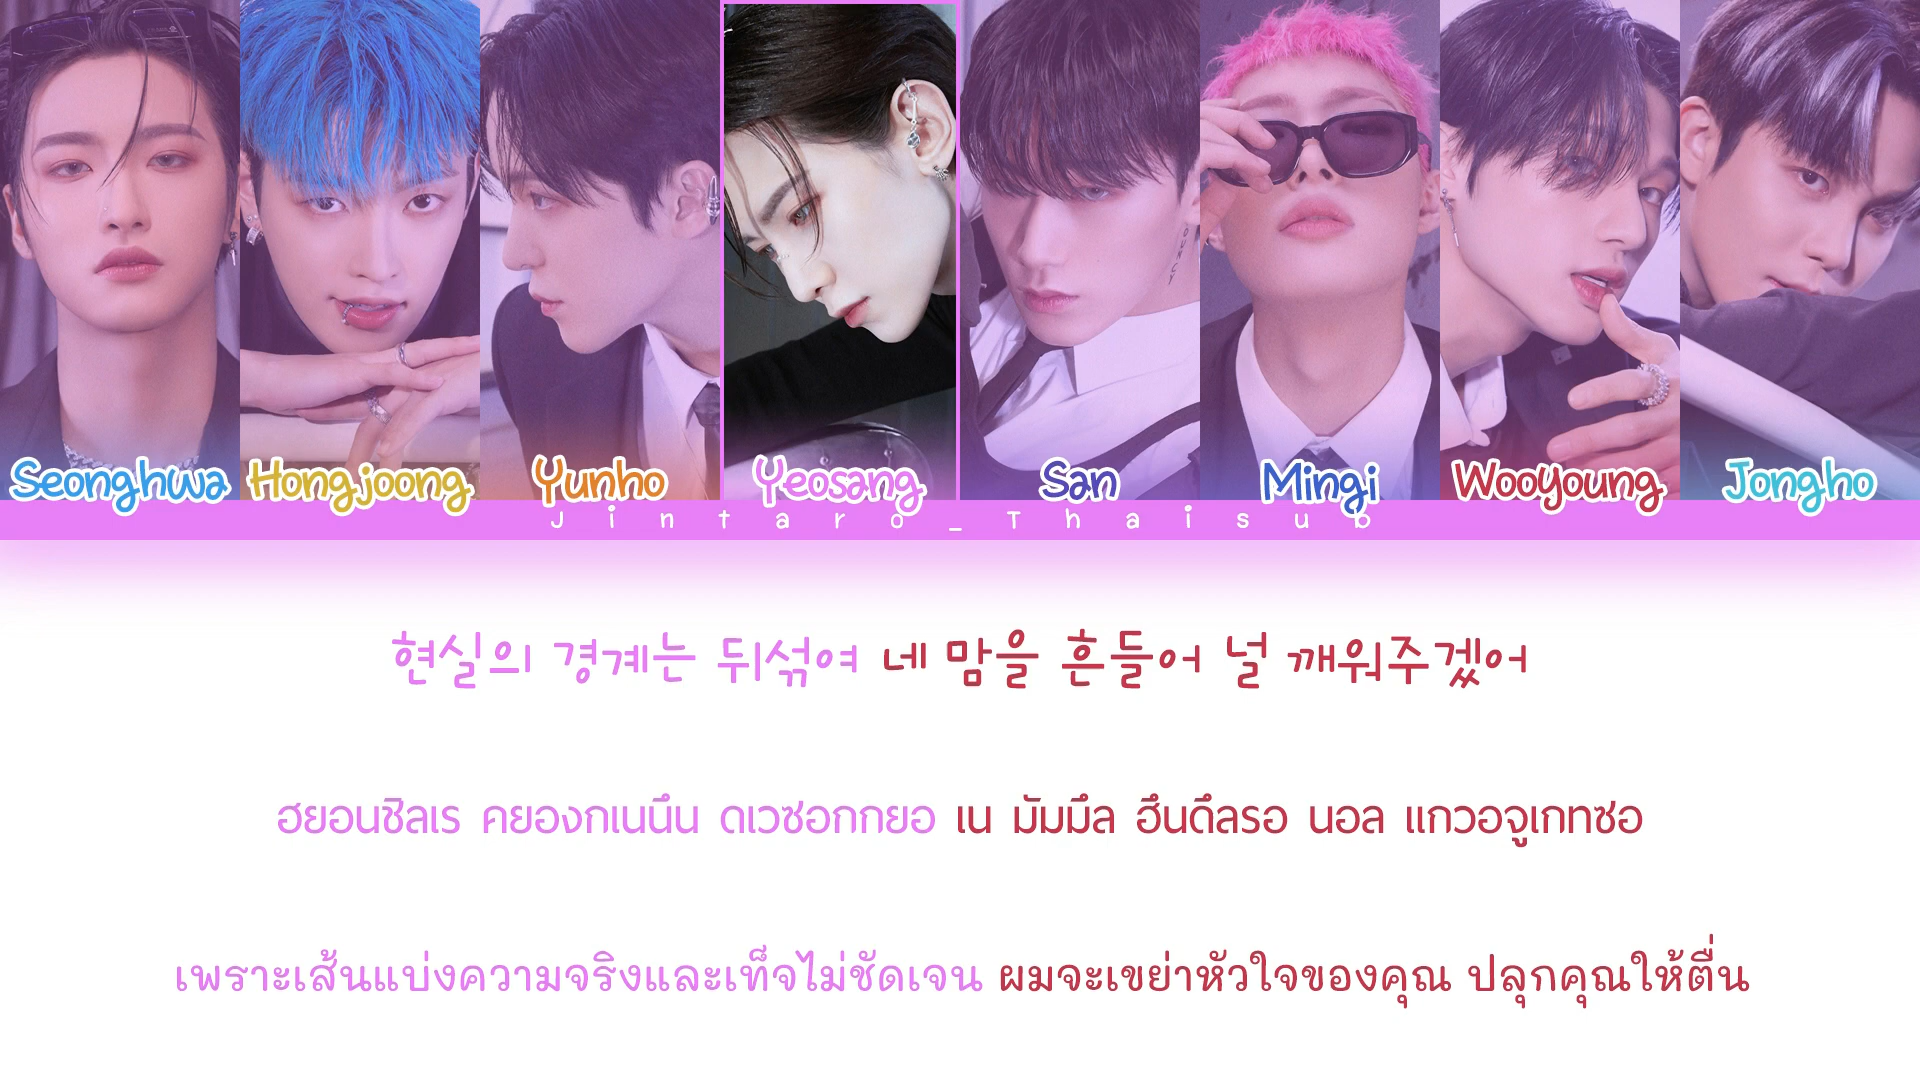 Seonghwa Hongjoong Yunho Yeosang San Mingi Wooyoung Jongho
Jintaro_Thaisub
현실의 경계는 뒤섞여 네 맘을 흔들어 널 깨워주겠어
ฮยอนชิลเร คยองกเนนึน ดเวซอกกยอ เน มัมมึล ฮึนดึลรอ นอล แกวอจูเกทซอ
เพราะเส้นแบ่งความจริงและเท็จไม่ชัดเจน ผมจะเขย่าหัวใจของคุณ ปลุกคุณให้ตื่น